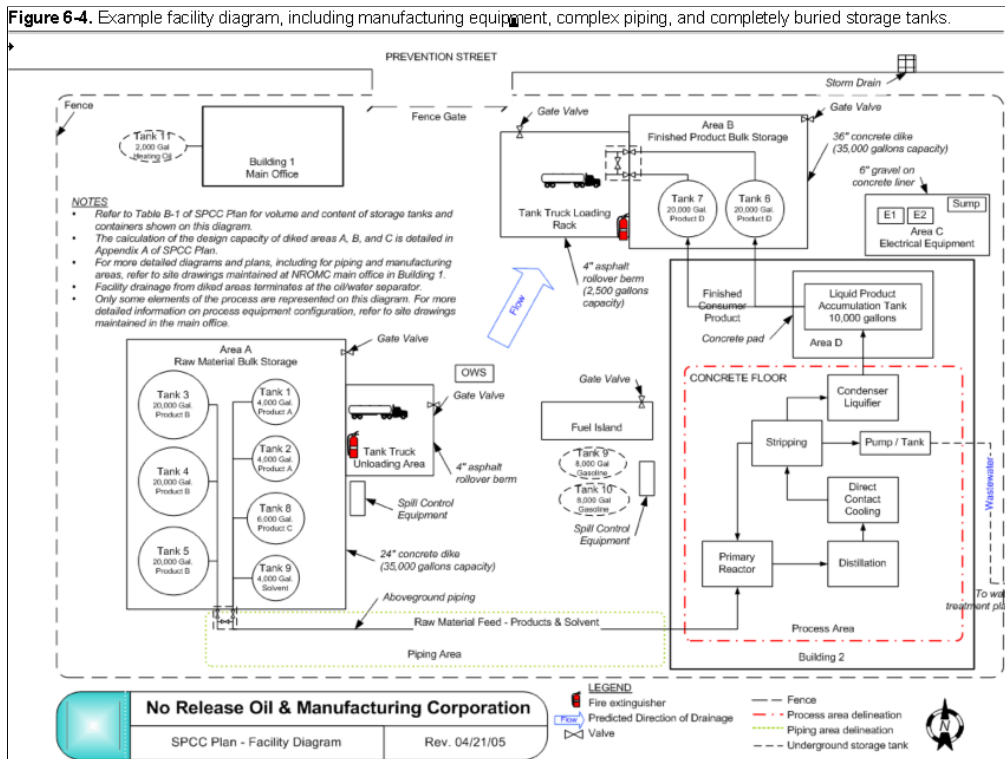 Figure 6-4. Example facility diagram, including manufacturing equipment, complex piping, and completely buried storage tanks.
PREVENTION STREET
Storm Drain
Fence
Fence Gate
Gate Valve
Gate Valve
Tank 11
2,000 Gal
Heating Oil
Building 1
Main Office
Area B
Finished Product Bulk Storage
36" concrete dike
(35,000 gallons
capacity)
Tank 7
20,000 Gal
Product D
Tank 6
20,000 Gal
Product D
Tank Truck Loading
Rack
6" gravel on
concrete liner
E1
E2
Sump
Area C
Electrical Equipment
NOTES
• Refer to Table B-1 of SPCC Plan for volume and content of storage tanks and
containers shown on this diagram.
• The calculation of the design capacity of diked areas A, B, and C is detailed in
Appendix A of SPCC Plan.
• For more detailed diagrams and plans, including for piping and manufacturing
areas, refer to site drawings maintained at NROMC main office in Building 1.
• Facility drainage from diked areas terminates at the oil/water separator.
• Only some elements of the process are represented on this diagram. For more
detailed information on process equipment configuration, refer to site drawings
maintained in the main office.
4" asphalt
rollover berm
(2,500 gallons
capacity)
Flow
Finished
Consumer
Product
Concrete pad
Liquid Product
Accumulation Tank
10,000 gallons
Area D
Area A
Raw Material Bulk Storage
Gate Valve
OWS
Gate Valve
Tank 3
20,000 Gal.
Product B
Tank 1
4,000 Gal.
Product A
Tank 4
20,000 Gal.
Product B
Tank 2
4,000 Gal.
Product A
Tank 8
6,000 Gal.
Product C
Tank 5
20,000 Gal.
Product B
Tank 9
4,000 Gal.
Solvent
Tank Truck
Unloading Area
4" asphalt
rollover berm
Spill Control
Equipment
24" concrete dike
(35,000 gallons capacity)
Aboveground piping
Gate Valve
Fuel Island
Tank 9
8,000 Gal
Gasoline
Tank 10
8,000 Gal
Gasoline
Spill Control
Equipment
CONCRETE FLOOR
Condenser
Liquifier
Stripping
Pump / Tank
Direct
Contact
Cooling
Primary
Reactor
Distillation
Wastewater
Process Area
Building 2
Raw Material Feed - Products & Solvent
Piping Area
No Release Oil & Manufacturing Corporation
SPCC Plan - Facility Diagram
Rev. 04/21/05
LEGEND
Fire extinguisher
Flow
Predicted Direction of Drainage
Valve
Fence
Process area delineation
Piping area delineation
Underground storage tank
N